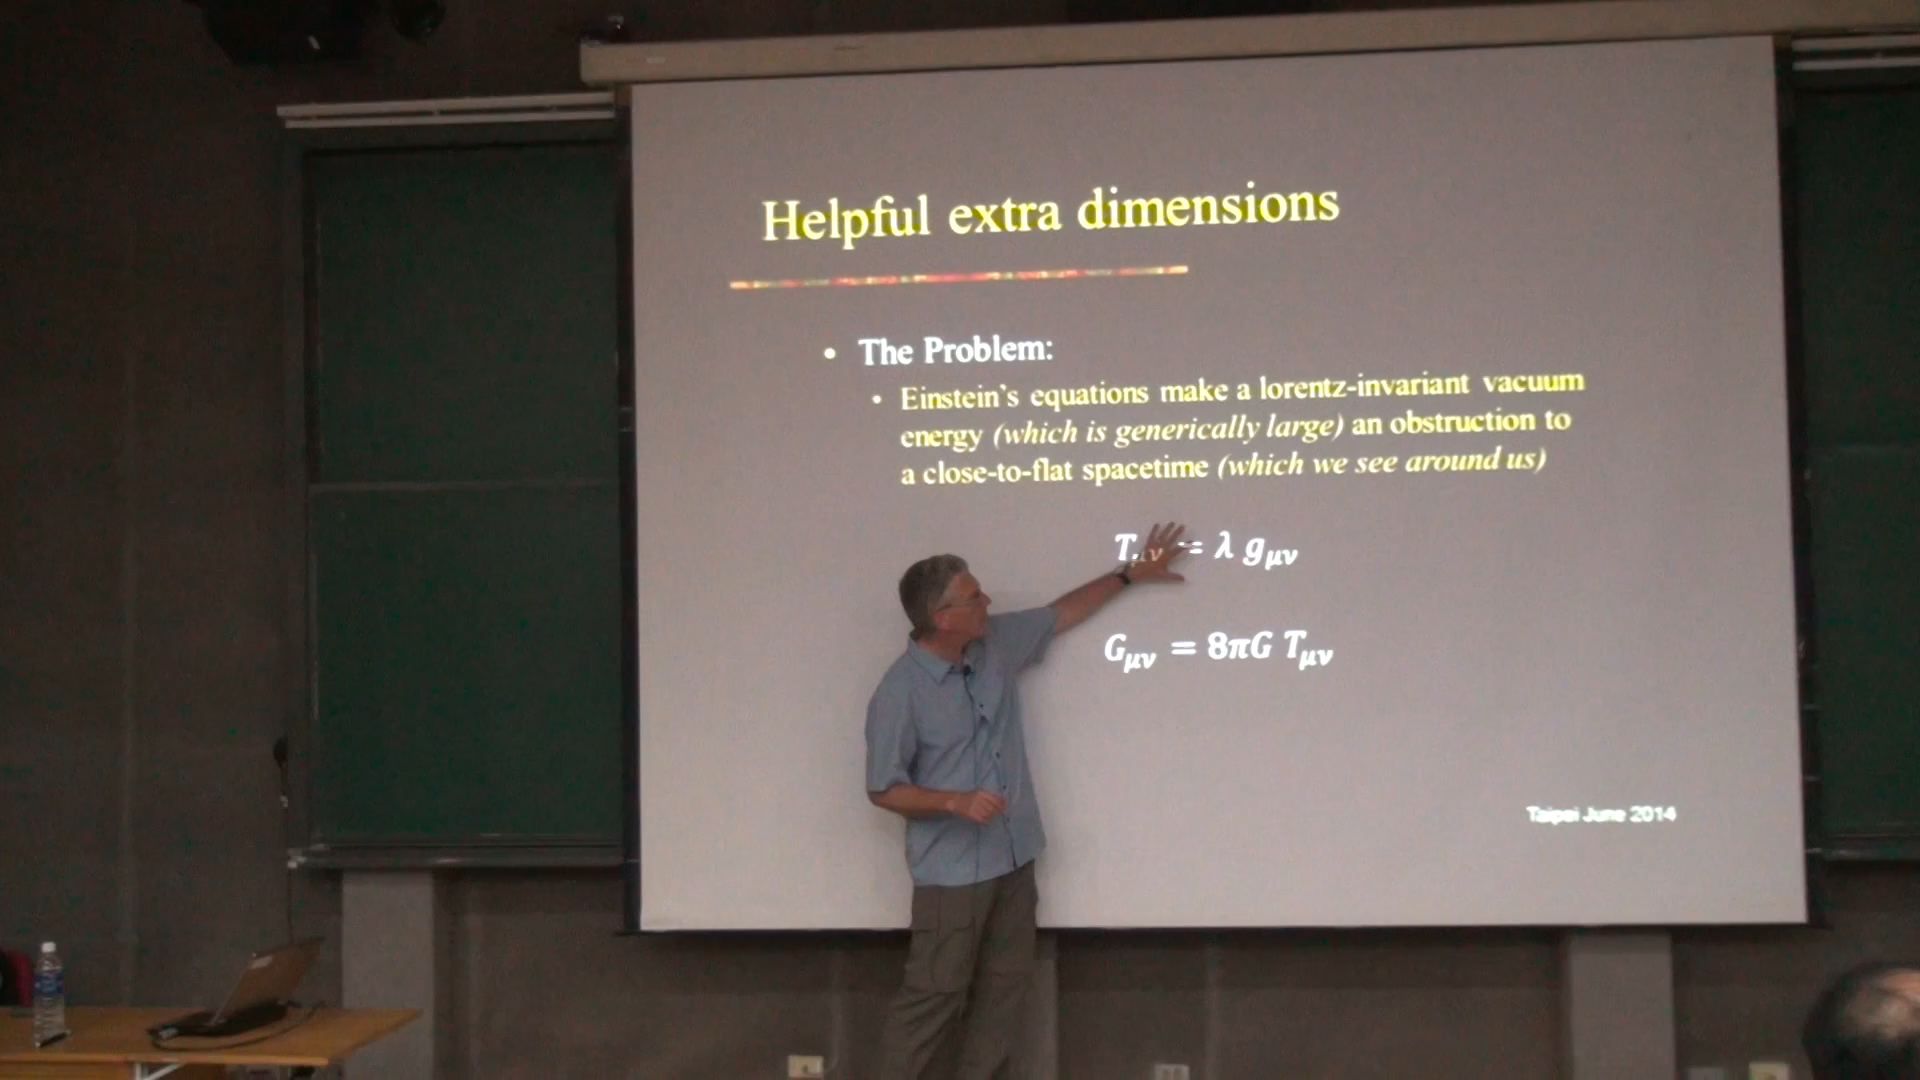 Helpful extra dimensions
• The Problem:
• Einstein's equations make a lorentz-invariant vacuum
energy (which is generically large) an obstruction to
a close-to-flat spacetime (which we see around us)
Tμν = λ gμν
Gμν = 8πG Tμν
Taipei June 2014